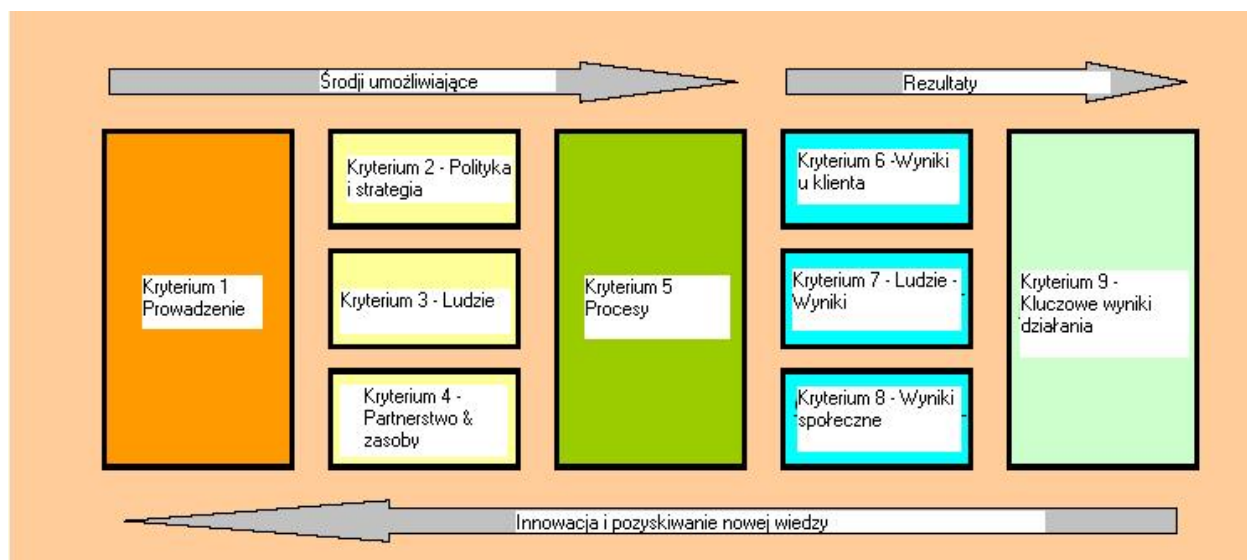 Środji umożliwiające
Rezultaty
Kryterium 1
Prowadzenie
Kryterium 2 - Polityka
i strategia
Kryterium 3 - Ludzie
Kryterium 4 -
Partnerstwo &
zasoby
Kryterium 5
Procesy
Kryterium 6 -Wyniki
u klienta
Kryterium 7 - Ludzie -
Wyniki
Kryterium 8 - Wyniki
społeczne
Kryterium 9 -
Kluczowe wyniki
działania
Innowacja i pozyskiwanie nowej wiedzy